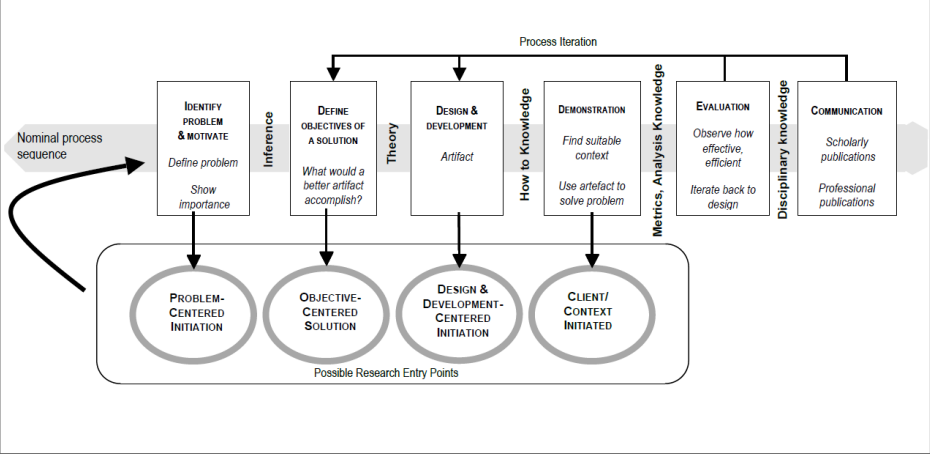 Process Iteration
Nominal process
sequence
IDENTIFY
PROBLEM
& MOTIVATE
Define problem
Show
importance
Inference
DEFINE
OBJECTIVES OF
A SOLUTION
What would a
better artifact
accomplish?
Theory
DESIGN &
DEVELOPMENT
Artifact
How to Knowledge
DEMONSTRATION
Find suitable
context
Use artefact to
solve problem
Metrics, Analysis Knowledge
EVALUATION
Observe how
effective,
efficient
Iterate back to
design
Disciplinary knowledge
COMMUNICATION
Scholarly
publications
Professional
publications
PROBLEM-
CENTERED
INITIATION
OBJECTIVE-
CENTERED
SOLUTION
DESIGN &
DEVELOPMENT-
CENTERED
INITIATION
CLIENT/
CONTEXT
INITIATED
Possible Research Entry Points